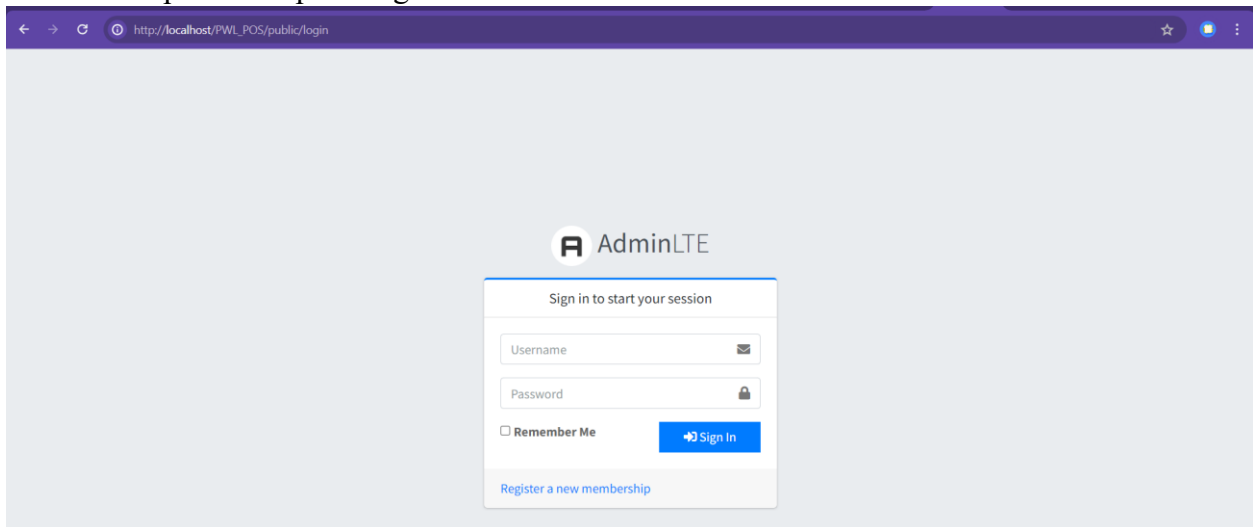 http://localhost/PWL_POS/public/login
AdminLTE
Sign in to start your session
Username
Password
Remember Me
Sign In
Register a new membership